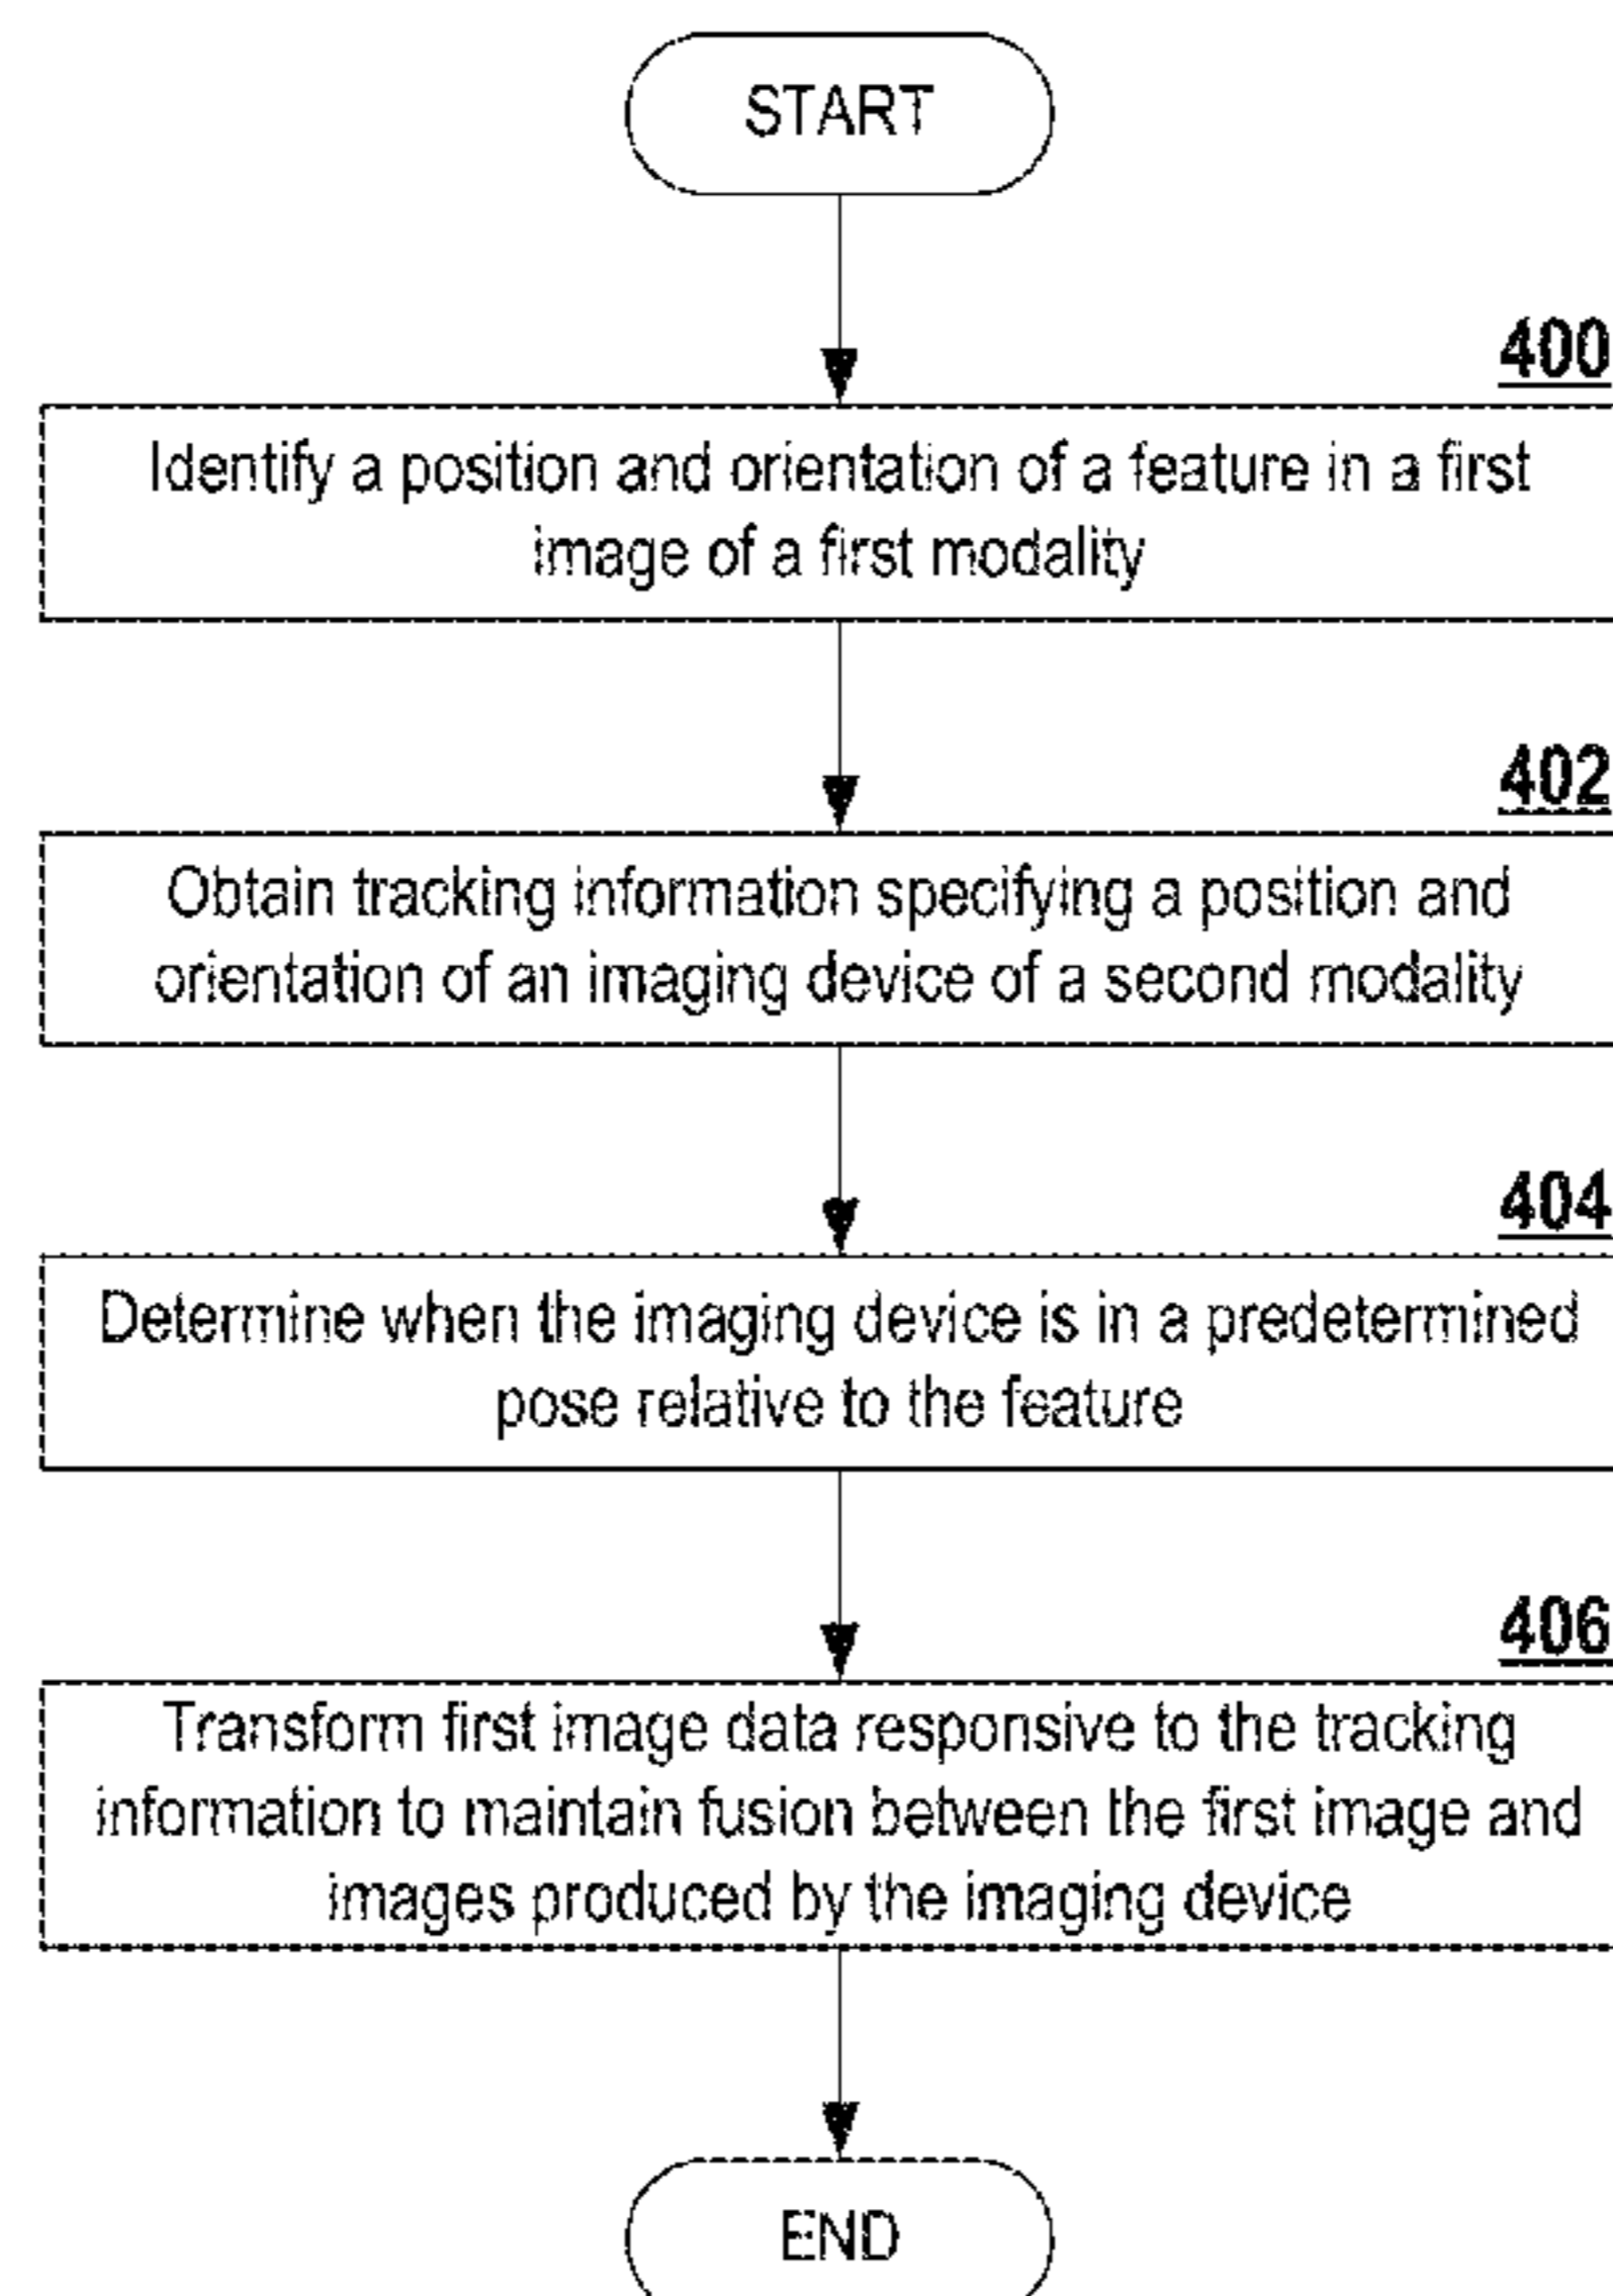 START
400
Identify a position and orientation of a feature in a first
image of a first modality
402
Obtain tracking information specifying a position and
orientation of an imaging device of a second modality
404
Determine when the imaging device is in a predetermined
pose relative to the feature
406
Transform first image data responsive to the tracking
information to maintain fusion between the first image and
images produced by the imaging device
END